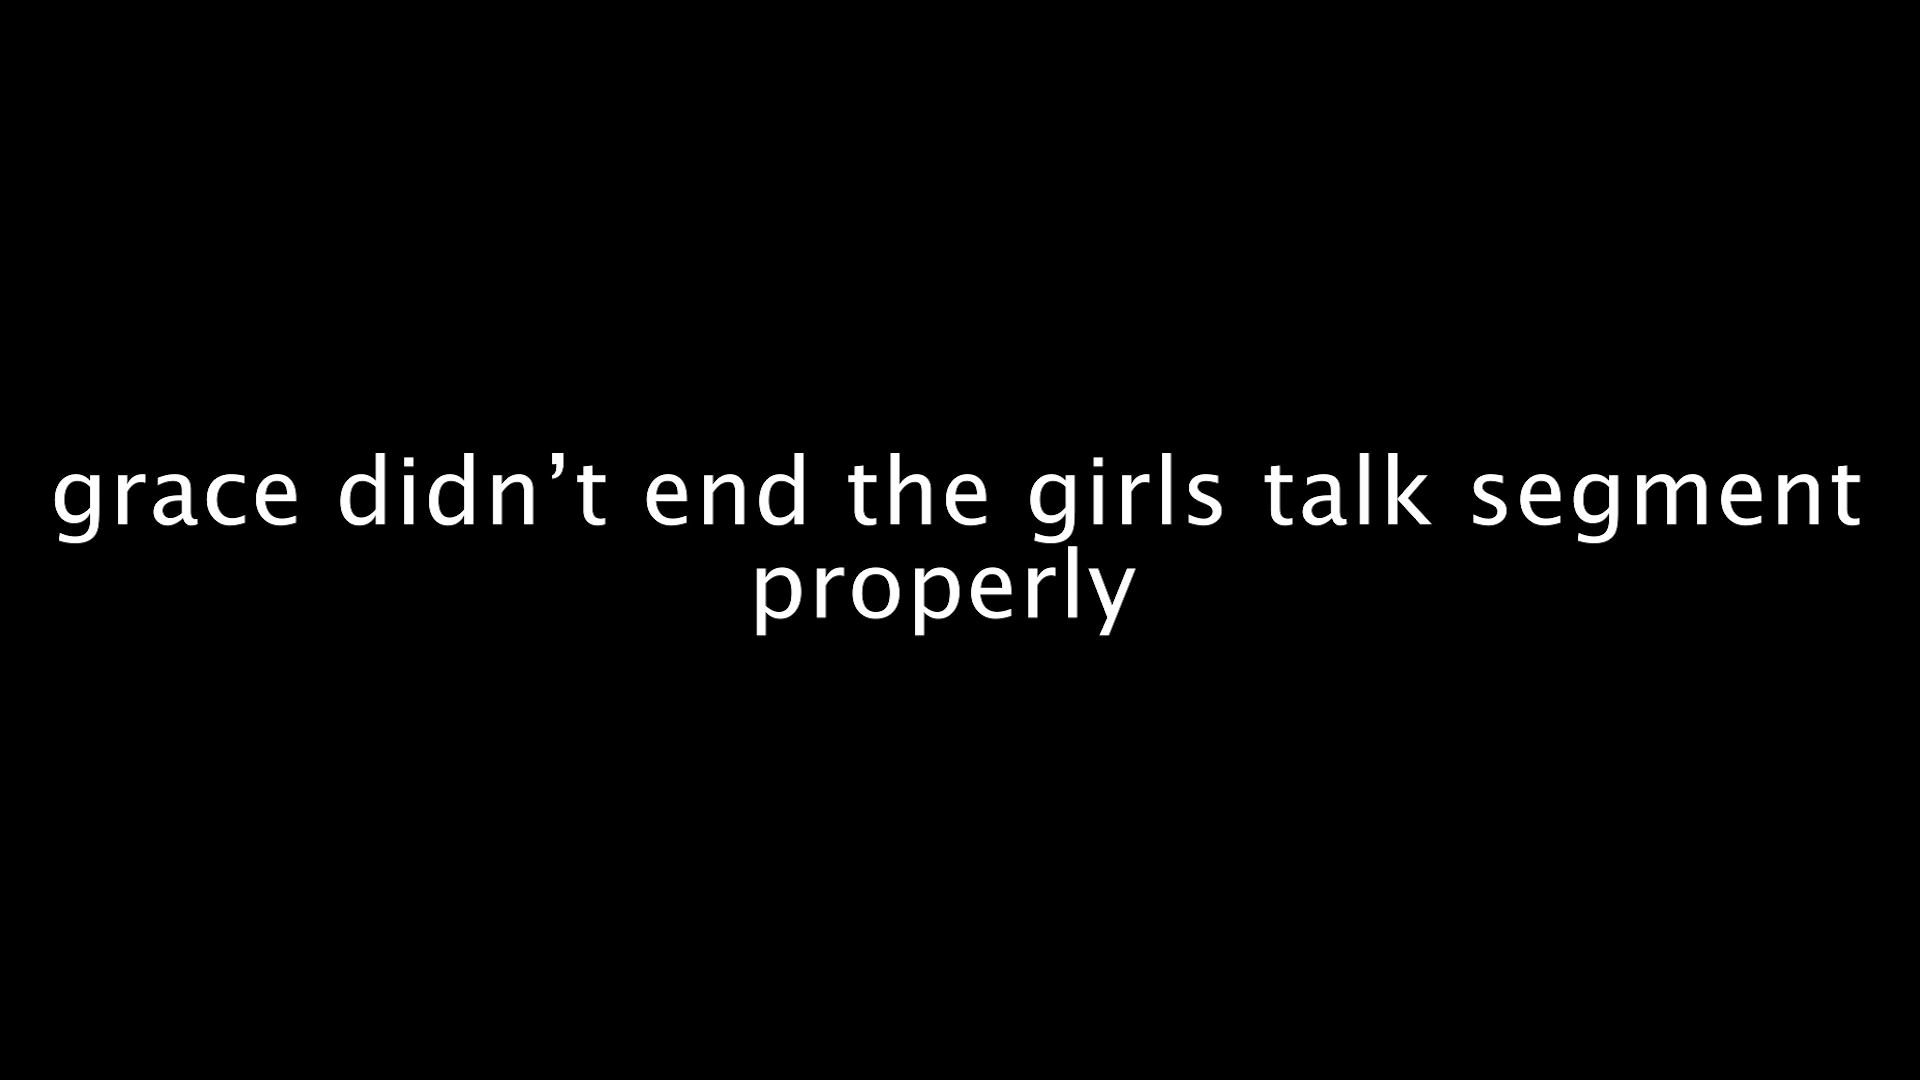 grace didn’t end the girls talk segment
properly